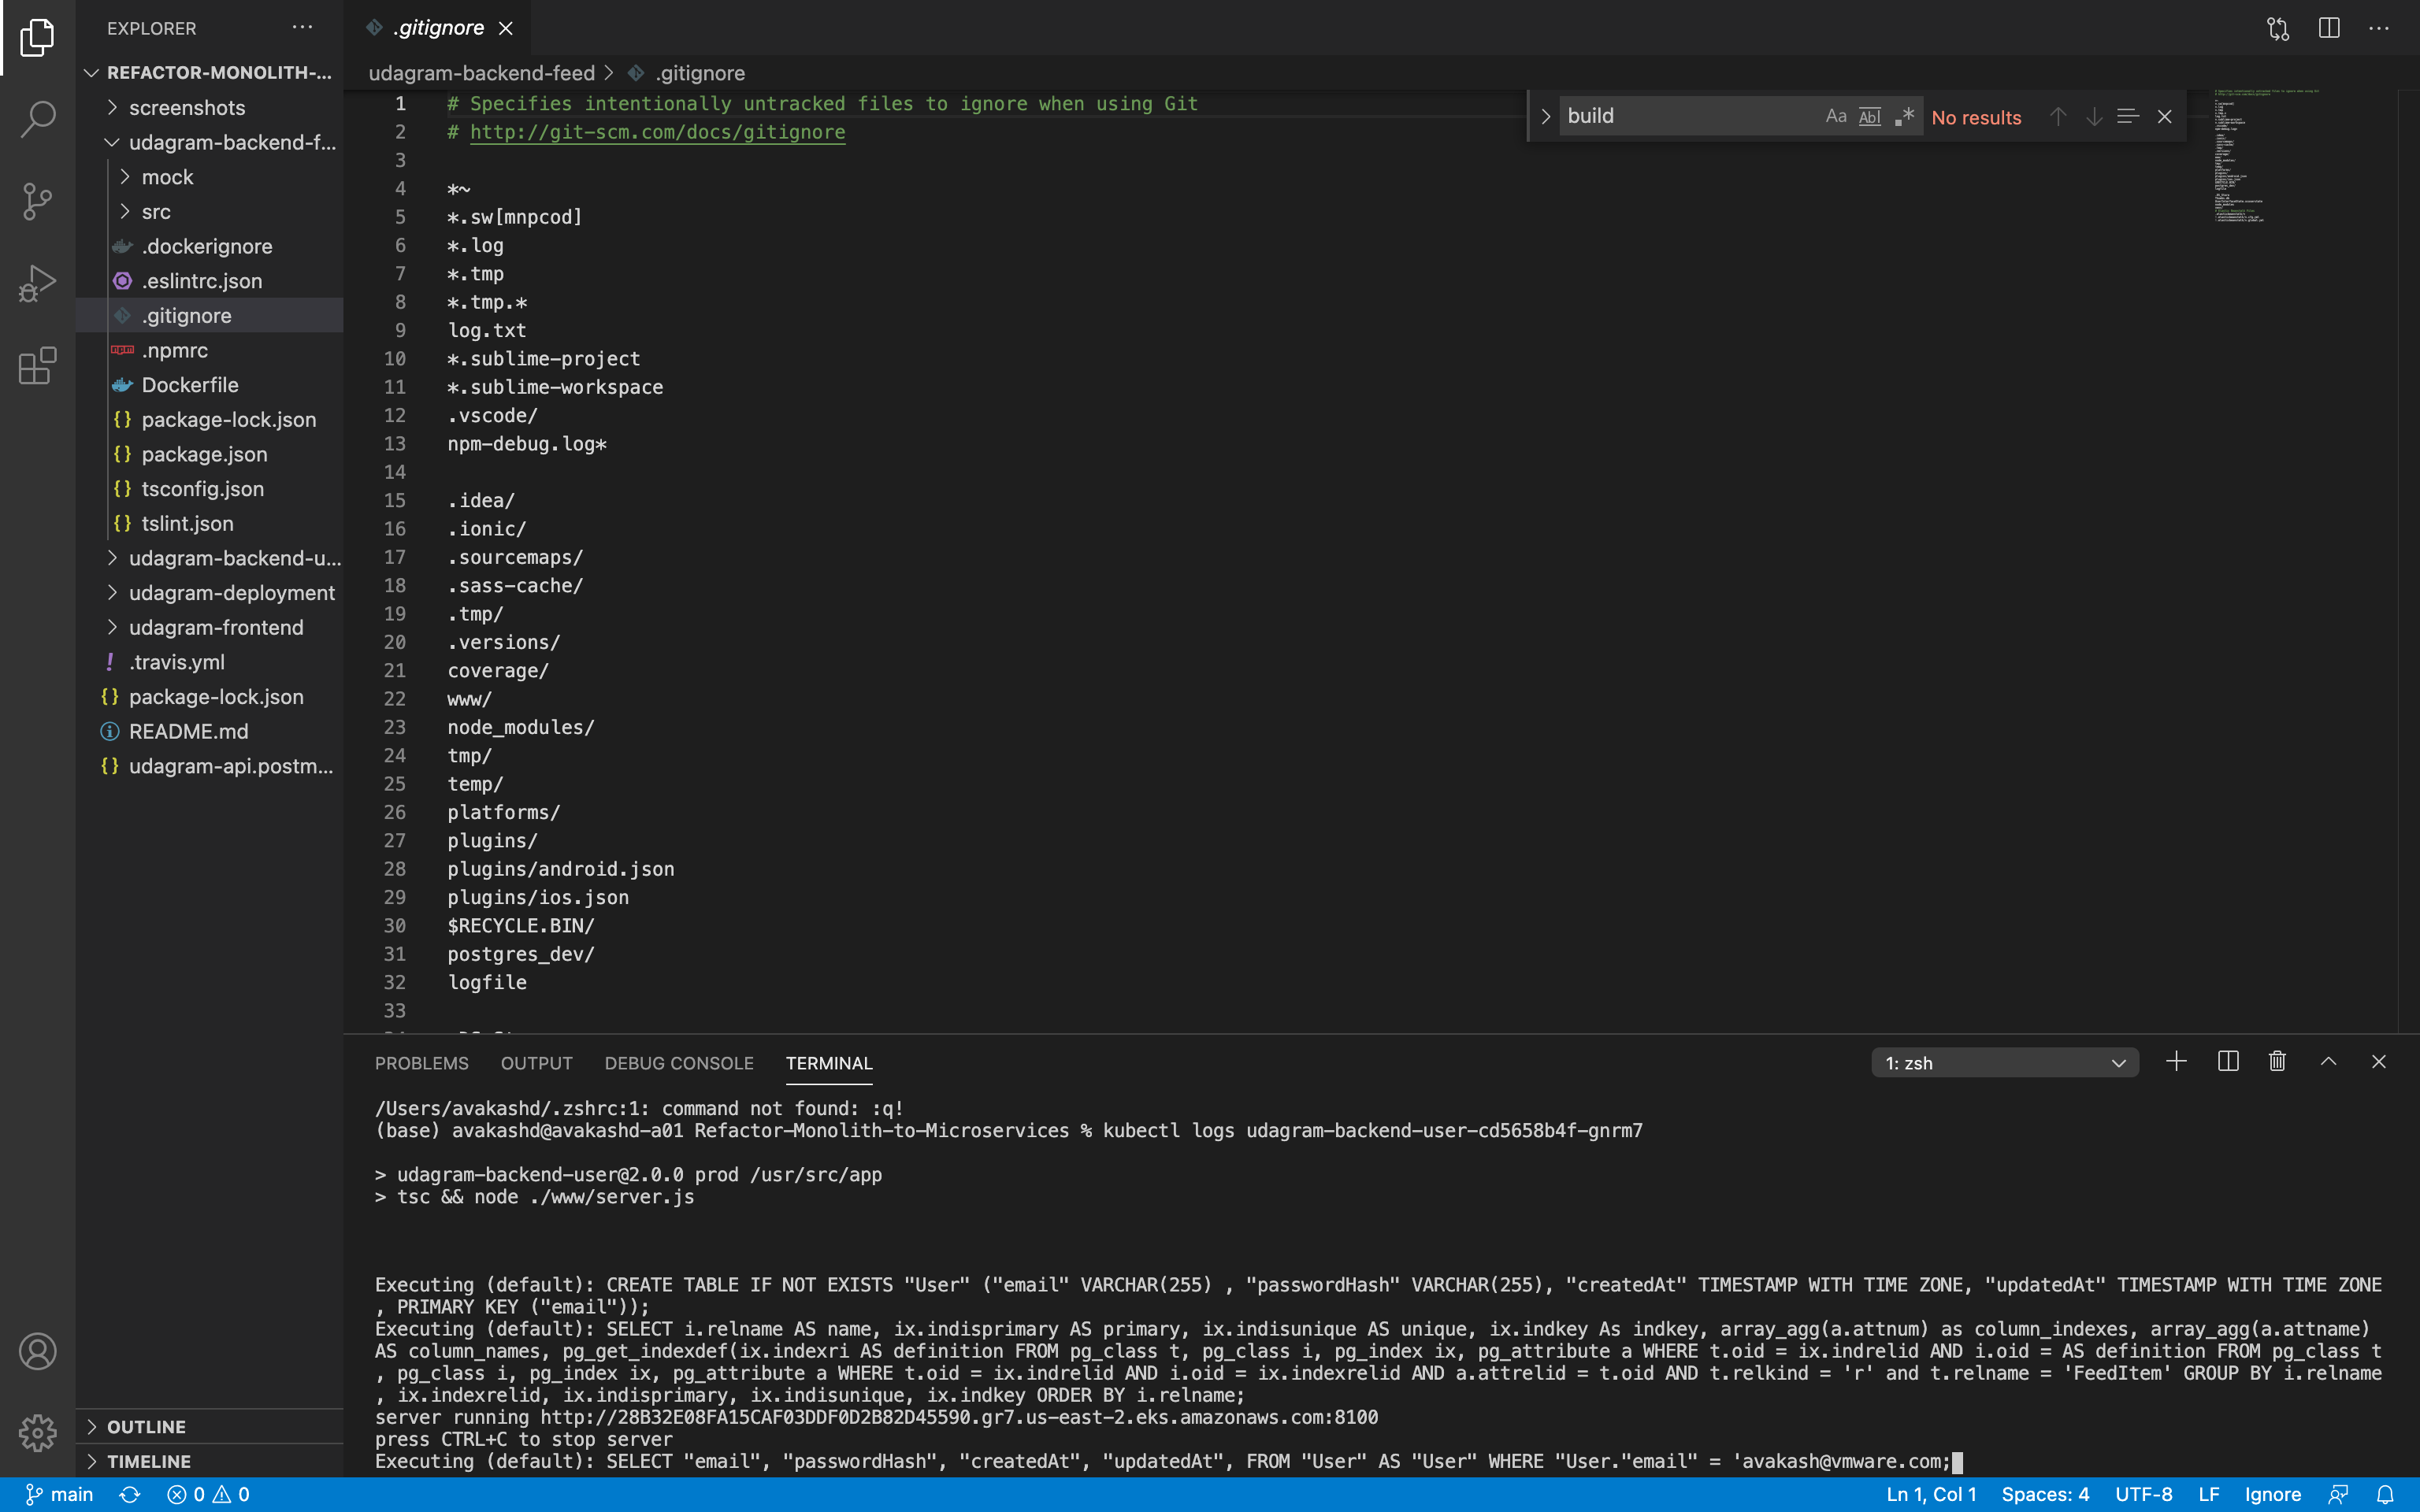 EXPLORER
REFACTOR-MONOLITH-...
screenshots
udagram-backend-f...
mock
src
.dockerignore
.eslintrc.json
.gitignore
.npmrc
Dockerfile
package-lock.json
package.json
tsconfig.json
tslint.json
udagram-backend-u...
udagram-deployment
udagram-frontend
.travis.yml
package-lock.json
README.md
udagram-api.postm...
OUTLINE
TIMELINE
.gitignore
udagram-backend-feed > .gitignore
build
Aa Abl .* No results
1 # Specifies intentionally untracked files to ignore when using Git
2 # http://git-scm.com/docs/gitignore
3
4 *~
5 *.sw[mnpcod]
6 *.log
7 *.tmp
8 *.tmp.*
9 log.txt
10 *.sublime-project
11 *.sublime-workspace
12 .vscode/
13 npm-debug.log*
14
15 .idea/
16 .ionic/
17 .sourcemaps/
18 .sass-cache/
19 .tmp/
20 .versions/
21 coverage/
22 www/
23 node_modules/
24 tmp/
25 temp/
26 platforms/
27 plugins/
28 plugins/android.json
29 plugins/ios.json
30 $RECYCLE.BIN/
31 postgres_dev/
32 logfile
33
PROBLEMS OUTPUT DEBUG CONSOLE TERMINAL
1: zsh
/Users/avakashd/.zshrc:1: command not found: :q!
(base) avakashd@avakashd-a01 Refactor-Monolith-to-Microservices % kubectl logs udagram-backend-user-cd5658b4f-gnrm7
> udagram-backend-user@2.0.0 prod /usr/src/app
> tsc && node ./www/server.js
Executing (default): CREATE TABLE IF NOT EXISTS "User" ("email" VARCHAR(255) , "passwordHash" VARCHAR(255), "createdAt" TIMESTAMP WITH TIME ZONE, "updatedAt" TIMESTAMP WITH TIME ZONE
, PRIMARY KEY ("email"));
Executing (default): SELECT i.relname AS name, ix.indisprimary AS primary, ix.indisunique AS unique, ix.indkey As indkey, array_agg(a.attnum) as column_indexes, array_agg(a.attname)
AS column_names, pg_get_indexdef(ix.indexri AS definition FROM pg_class t, pg_class i, pg_index ix, pg_attribute a WHERE t.oid = ix.indrelid AND i.oid = AS definition FROM pg_class t
, pg_class i, pg_index ix, pg_attribute a WHERE t.oid = ix.indrelid AND i.oid = ix.indexrelid AND a.attrelid = t.oid AND t.relkind = 'r' and t.relname = 'FeedItem' GROUP BY i.relname
, ix.indexrelid, ix.indisprimary, ix.indisunique, ix.indkey ORDER BY i.relname;
server running http://28B32E08FA15CAF03DDF0D2B82D45590.gr7.us-east-2.eks.amazonaws.com:8100
press CTRL+C to stop server
Executing (default): SELECT "email", "passwordHash", "createdAt", "updatedAt", FROM "User" AS "User" WHERE "User."email" = 'avakash@vmware.com;
main 0 0
Ln 1, Col 1 Spaces: 4 UTF-8 LF Ignore